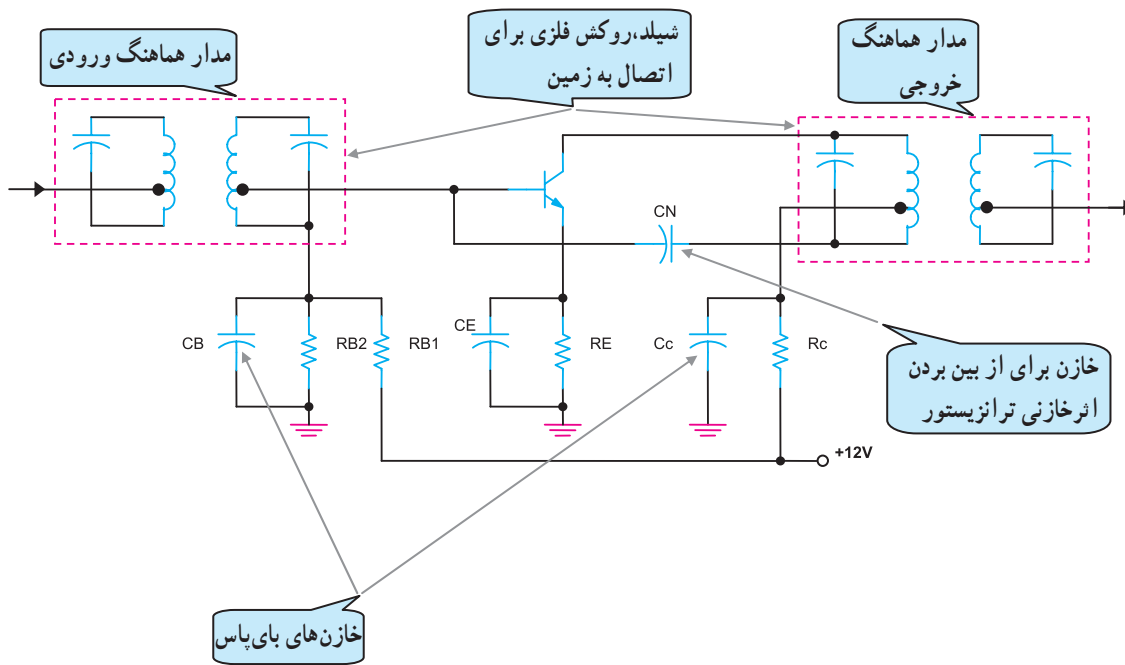 شیلد،روکش فلزی برای
اتصال به زمین
مدار هماهنگ
خروجی
مدار هماهنگ ورودی
CN
CB
RB2
RB1
CE
RE
Cc
Rc
خازن برای از بین بردن
اثرخازنی ترانزیستور
+12V
خازن‌های بای‌پاس